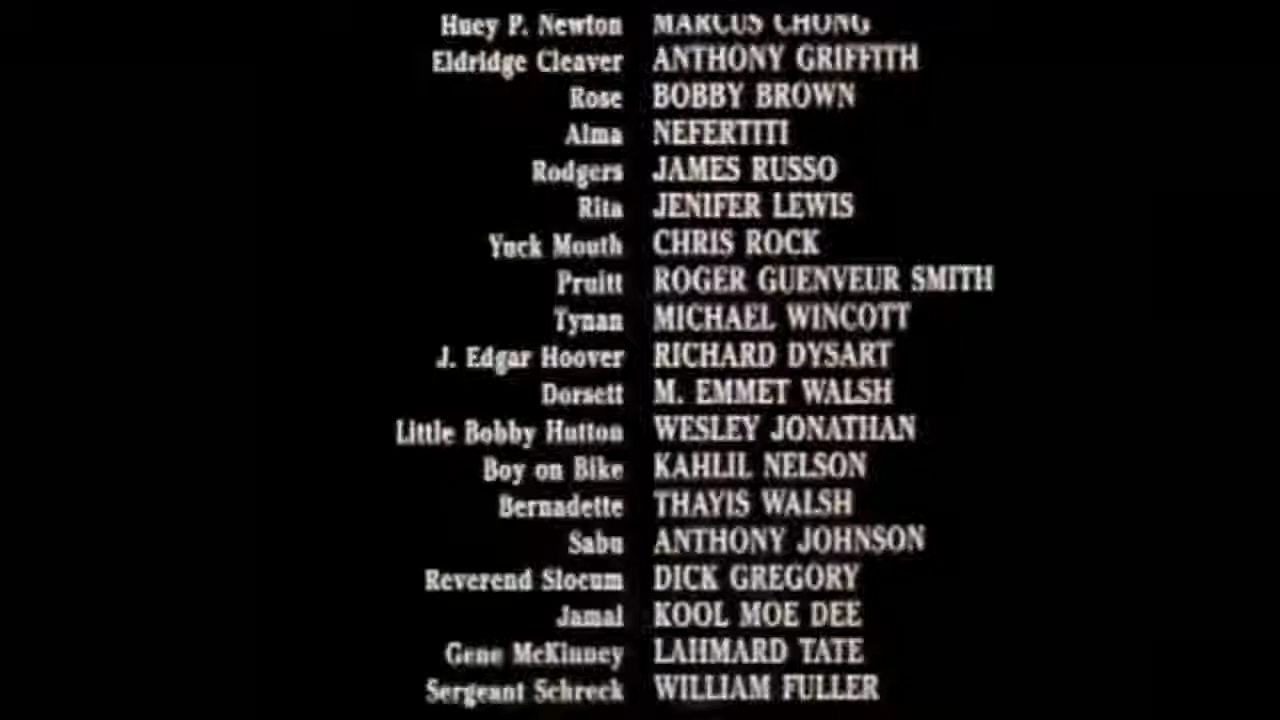 Huey P. Newton MARCUS CHONG
Eldridge Cleaver ANTHONY GRIFFITH
Rose BOBBY BROWN
Alma NEFERTITI
Rodgers JAMES RUSSO
Rita JENIFER LEWIS
Yuck Mouth CHRIS ROCK
Pruitt ROGER GUENVEUR SMITH
Tynan MICHAEL WINCOTT
J. Edgar Hoover RICHARD DYSART
Dorsett M. EMMET WALSH
Little Bobby Hutton WESLEY JONATHAN
Boy on Bike KAHLIL NELSON
Bernadette THAYIS WALSH
Sabu ANTHONY JOHNSON
Reverend Slocum DICK GREGORY
Jamal KOOL MOE DEE
Gene McKinney LAHMARD TATE
Sergeant Schreck WILLIAM FULLER